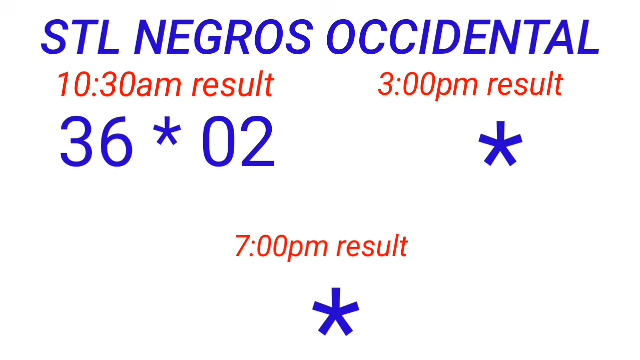 STL NEGROS OCCIDENTAL
10:30am result
36 * 02
3:00pm result
*
7:00pm result
*